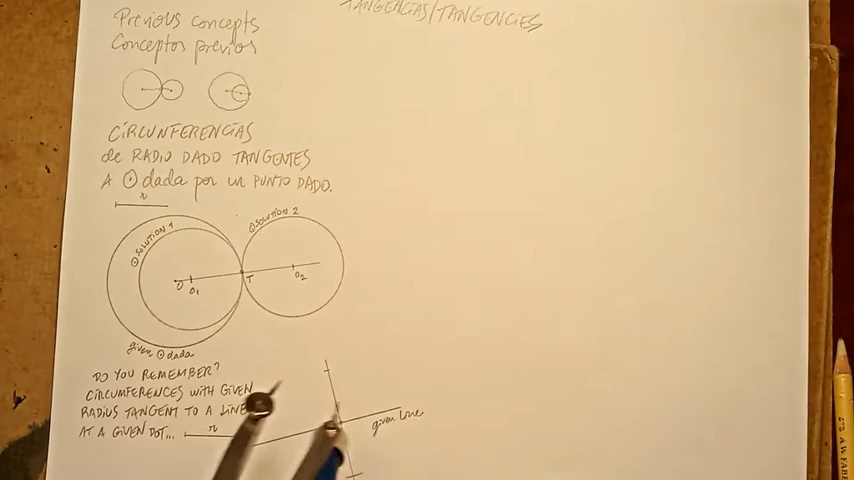 TANGENCIAS/TANGENCIES
Previous concepts
Conceptos previos
CIRCUNFERENCIAS
de RADIO DADO TANGENTES
A ⊙ dada por un PUNTO DADO.
r
⊙ SOLUTION 1
⊙ SOLUTION 2
O
O1
T
O2
given ⊙ dada
DO YOU REMEMBER?
CIRCUMFERENCES WITH GIVEN
RADIUS TANGENT TO A LINE
AT A GIVEN DOT...
r
given line
A.W. FABE